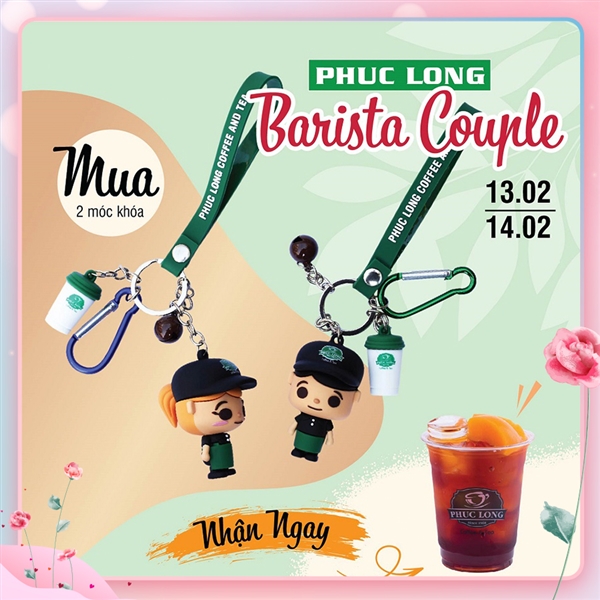 PHUC LONG
Barista Couple
13.02
14.02
Mua
2 móc khóa
PHUC LONG COFFEE AND TEA
PHUC LONG COFFEE A
Nhận Ngay
PHUC LONG